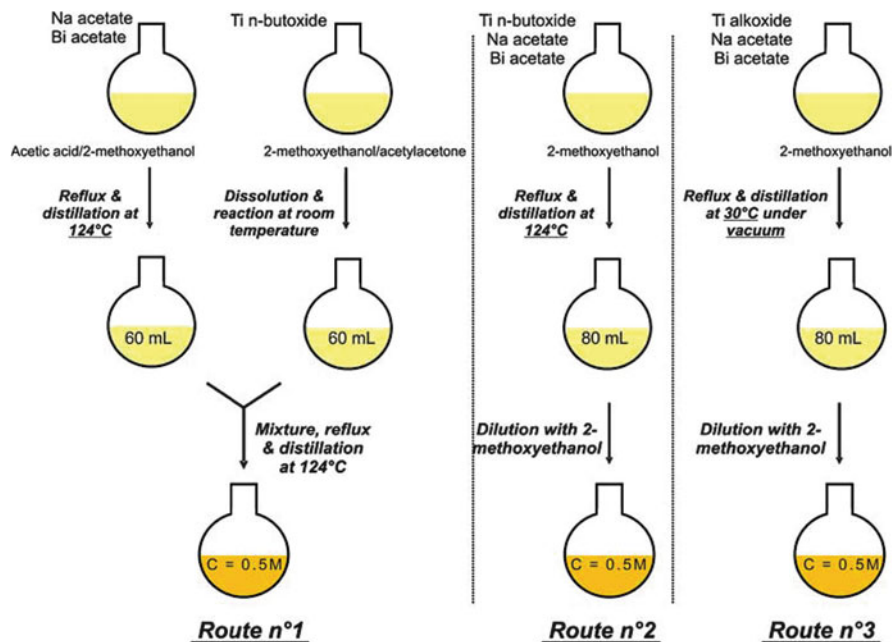 Na acetate
Bi acetate
Acetic acid/2-methoxyethanol
Reflux &
distillation at
124°C
60 mL
Ti n-butoxide
2-methoxyethanol/acetylacetone
Dissolution &
reaction at room
temperature
60 mL
Mixture, reflux
& distillation
at 124°C
C = 0.5M
Route n°1
Ti n-butoxide
Na acetate
Bi acetate
2-methoxyethanol
Reflux &
distillation at
124°C
80 mL
Dilution with 2-
methoxyethanol
C = 0.5M
Route n°2
Ti alkoxide
Na acetate
Bi acetate
2-methoxyethanol
Reflux & distillation
at 30°C under
vacuum
80 mL
Dilution with 2-
methoxyethanol
C = 0.5M
Route n°3